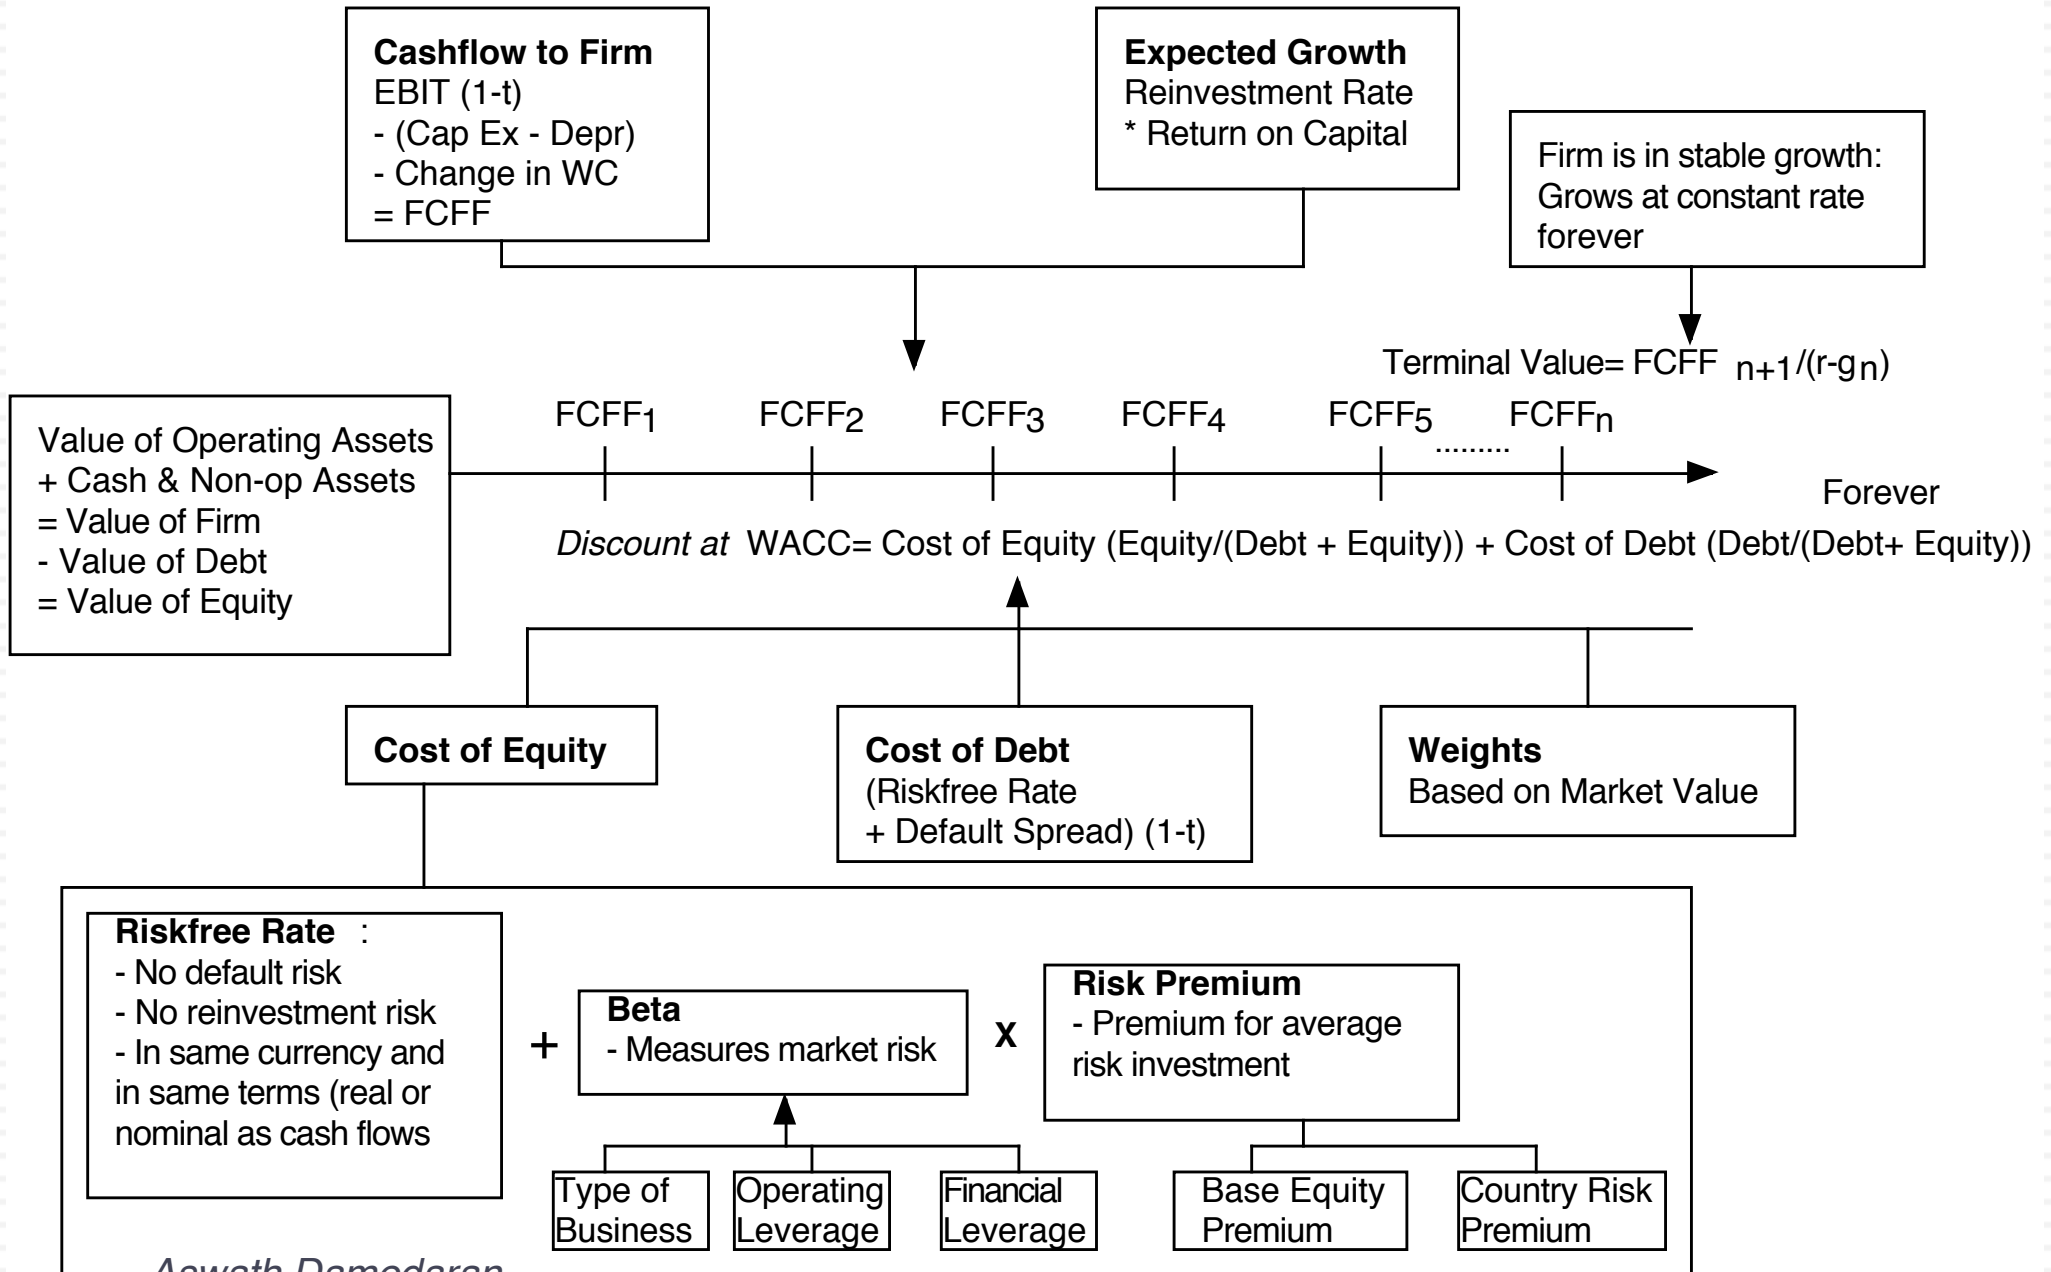 Cashflow to Firm
EBIT (1-t)
- (Cap Ex - Depr)
- Change in WC
= FCFF
Expected Growth
Reinvestment Rate
* Return on Capital
Firm is in stable growth:
Grows at constant rate
forever
Terminal Value= FCFF n+1/(r-gn)
FCFF1 FCFF2 FCFF3 FCFF4 FCFF5 ......... FCFFn
Forever
Value of Operating Assets
+ Cash & Non-op Assets
= Value of Firm
- Value of Debt
= Value of Equity
Discount at WACC= Cost of Equity (Equity/(Debt + Equity)) + Cost of Debt (Debt/(Debt+ Equity))
Cost of Equity
Cost of Debt
(Riskfree Rate
+ Default Spread) (1-t)
Weights
Based on Market Value
Riskfree Rate :
- No default risk
- No reinvestment risk
- In same currency and
in same terms (real or
nominal as cash flows
+
Beta
- Measures market risk
X
Risk Premium
- Premium for average
risk investment
Type of
Business
Operating
Leverage
Financial
Leverage
Base Equity
Premium
Country Risk
Premium
Aswath Damodaran